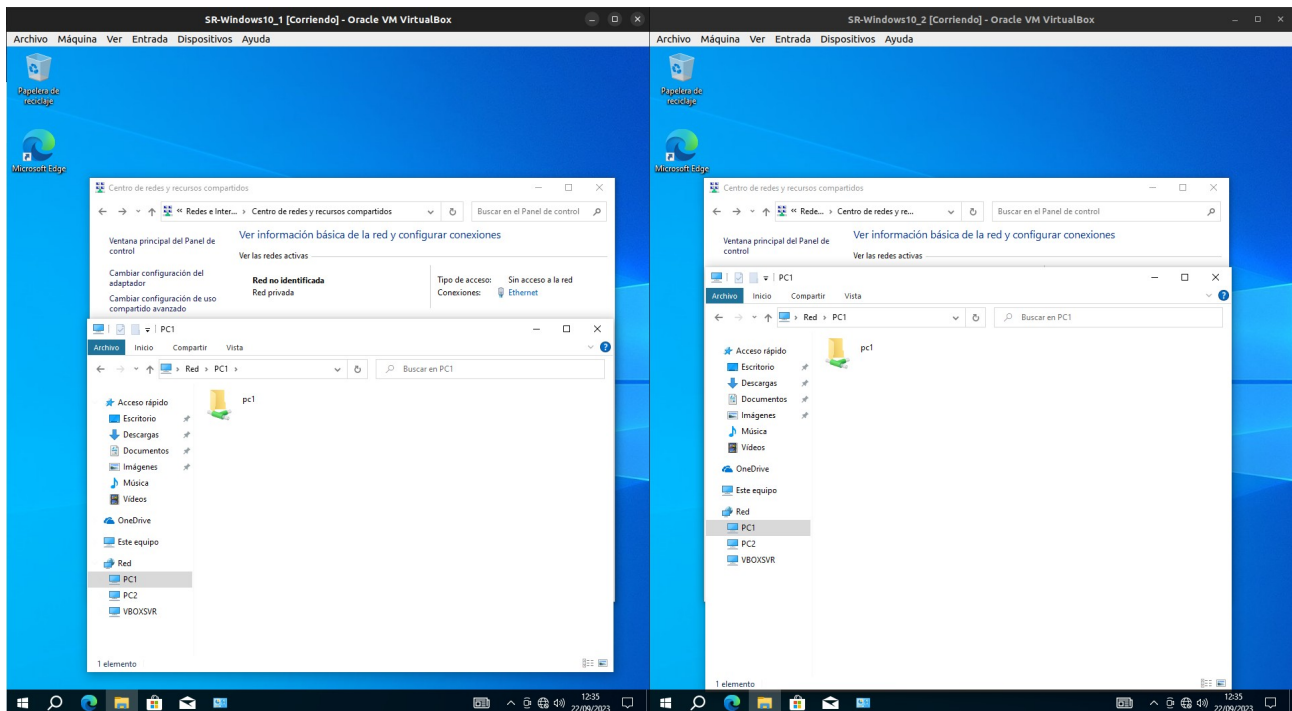 SR-Windows10_1 [Corriendo] - Oracle VM VirtualBox
Archivo Máquina Ver Entrada Dispositivos Ayuda
Papelera de
reciclaje
Microsoft Edge
Centro de redes y recursos compartidos
« Redes e Inter... › Centro de redes y recursos compartidos
Buscar en el Panel de control
Ventana principal del Panel de
control
Cambiar configuración del
adaptador
Cambiar configuración de uso
compartido avanzado
Ver información básica de la red y configurar conexiones
Ver las redes activas
Red no identificada
Red privada
Tipo de acceso: Sin acceso a la red
Conexiones: Ethernet
PC1
Archivo Inicio Compartir Vista
› Red › PC1 ›
Buscar en PC1
Acceso rápido
Escritorio
Descargas
Documentos
Imágenes
Música
Vídeos
OneDrive
Este equipo
Red
PC1
PC2
VBOXSVR
pc1
1 elemento
12:35
22/09/2023
SR-Windows10_2 [Corriendo] - Oracle VM VirtualBox
Archivo Máquina Ver Entrada Dispositivos Ayuda
Papelera de
reciclaje
Microsoft Edge
Centro de redes y recursos compartidos
« Rede... › Centro de redes y re...
Buscar en el Panel de control
Ventana principal del Panel de
control
Ver información básica de la red y configurar conexiones
Ver las redes activas
PC1
Archivo Inicio Compartir Vista
› Red › PC1
Buscar en PC1
Acceso rápido
Escritorio
Descargas
Documentos
Imágenes
Música
Vídeos
OneDrive
Este equipo
Red
PC1
PC2
VBOXSVR
pc1
1 elemento
12:35
22/09/2023